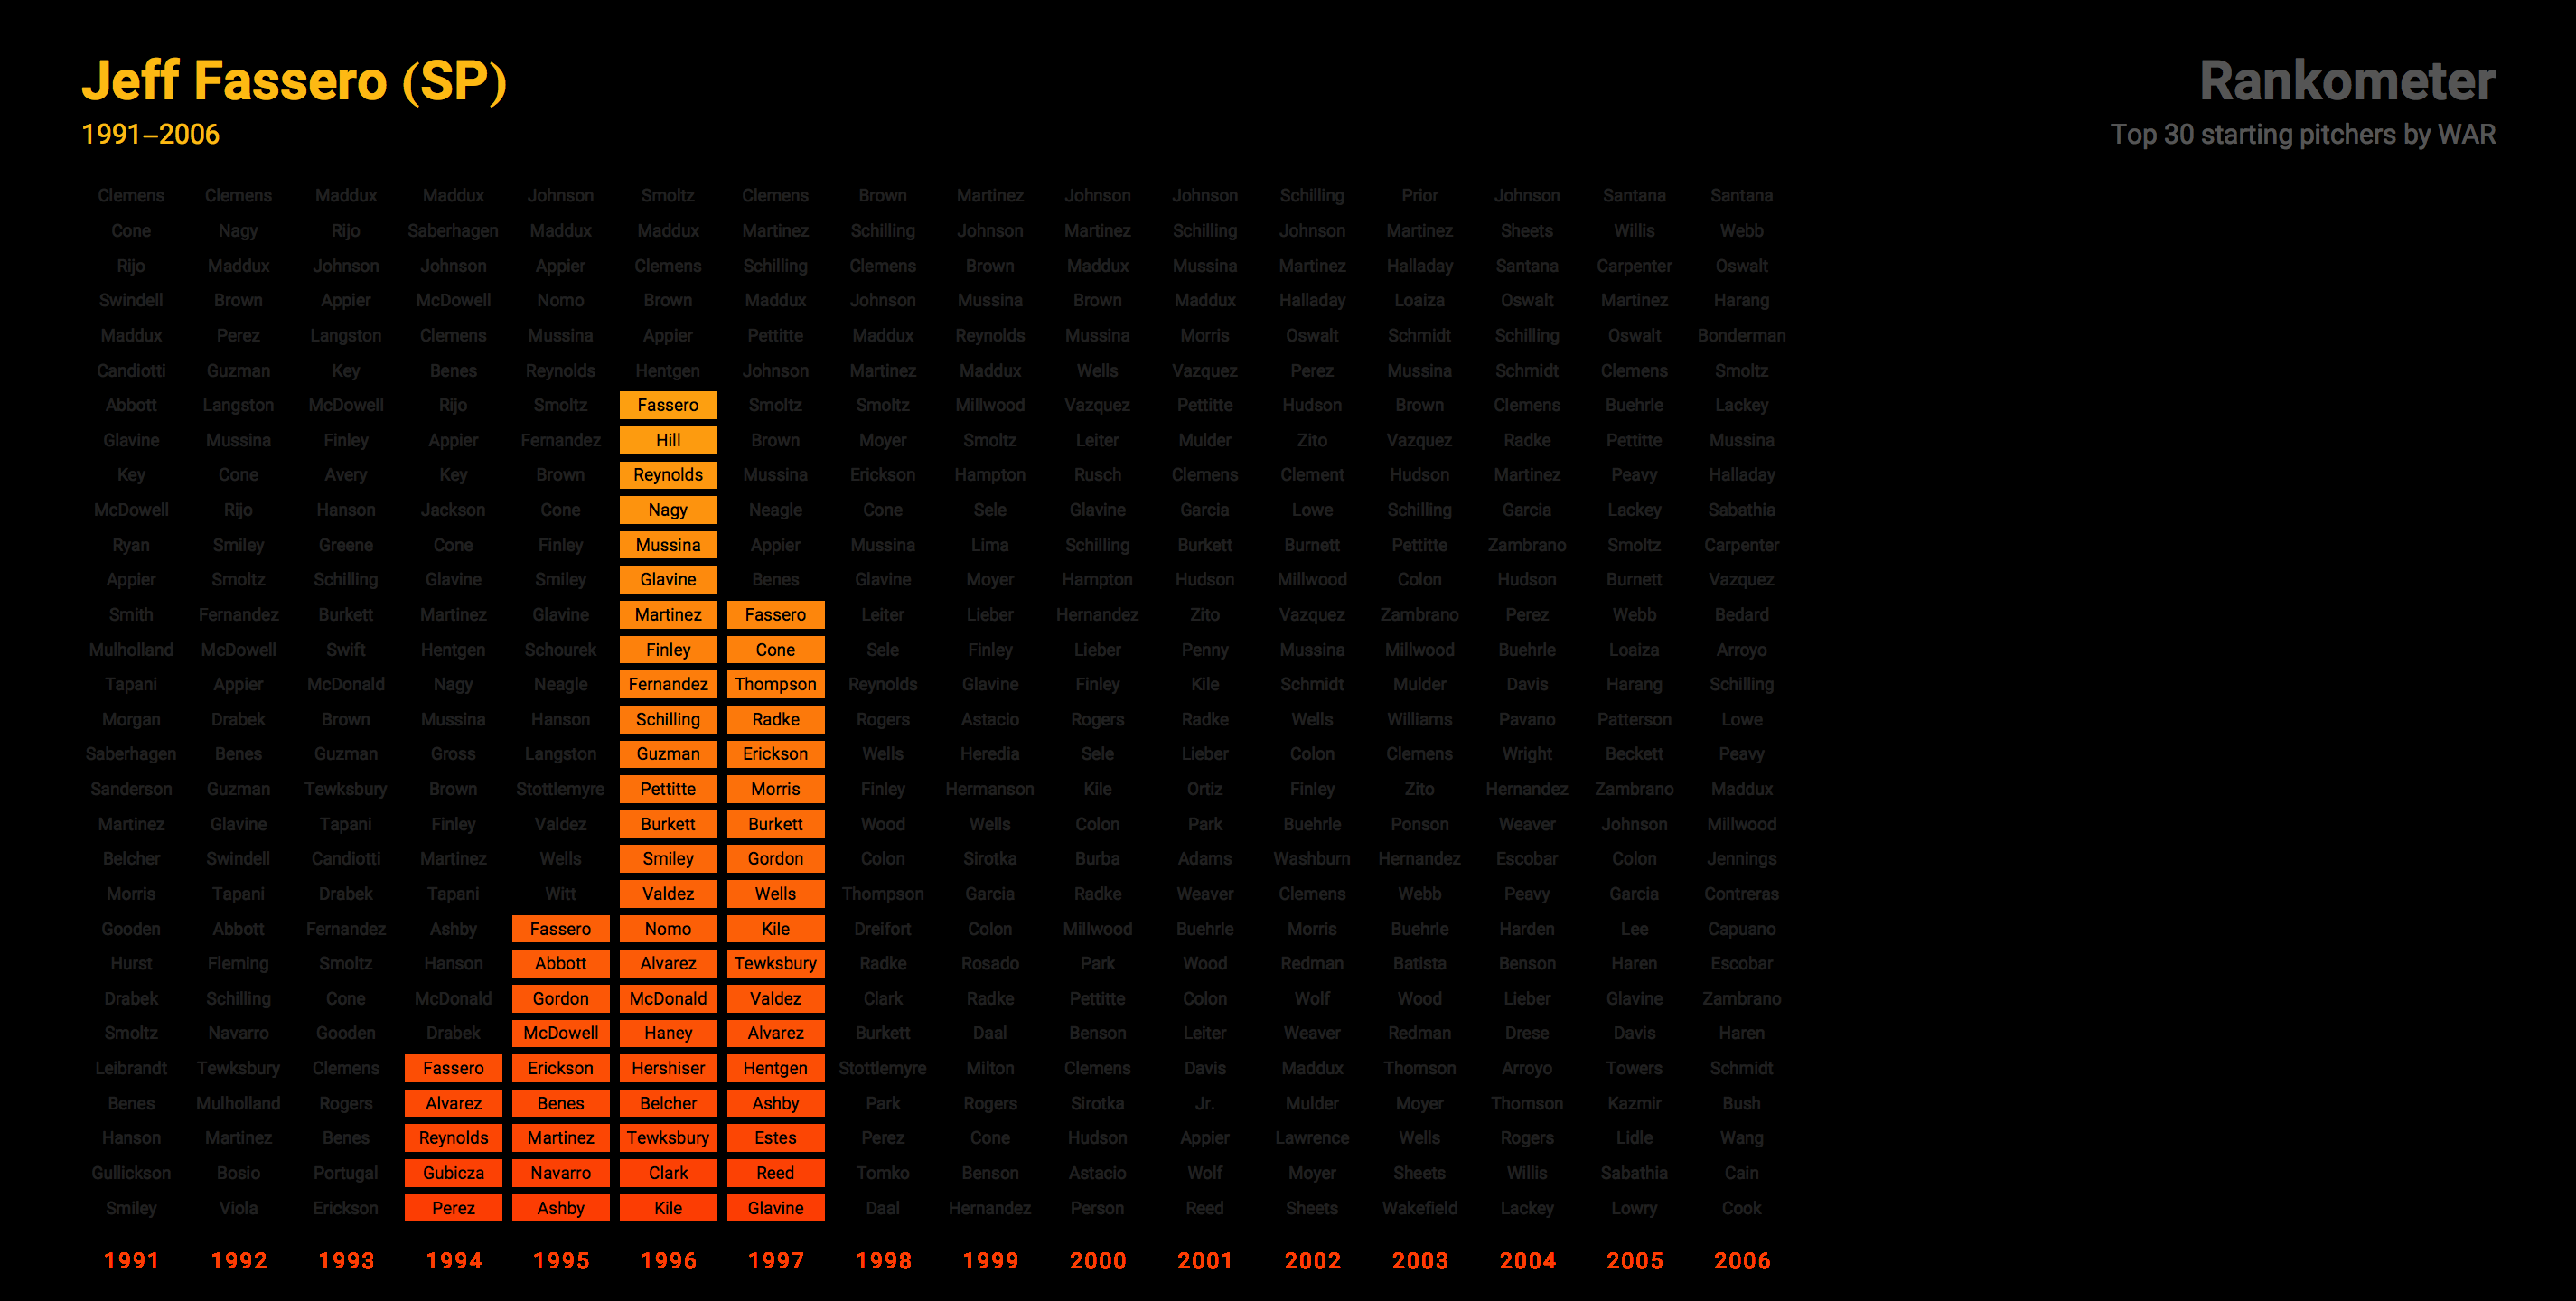 Jeff Fassero (SP)
1991–2006
Rankometer
Top 30 starting pitchers by WAR
Clemens Clemens Maddux Maddux Johnson Smoltz Clemens Brown Martinez Johnson Johnson Schilling Prior Johnson Santana Santana
Cone Nagy Rijo Saberhagen Maddux Maddux Martinez Schilling Johnson Martinez Schilling Johnson Martinez Sheets Willis Webb
Rijo Maddux Johnson Johnson Appier Clemens Schilling Clemens Brown Maddux Mussina Martinez Halladay Santana Carpenter Oswalt
Swindell Brown Appier McDowell Nomo Brown Maddux Johnson Mussina Brown Maddux Halladay Loaiza Oswalt Martinez Harang
Maddux Perez Langston Clemens Mussina Appier Pettitte Maddux Reynolds Mussina Morris Oswalt Schmidt Schilling Oswalt Bonderman
Candiotti Guzman Key Benes Reynolds Hentgen Johnson Martinez Maddux Wells Vazquez Perez Mussina Schmidt Clemens Smoltz
Abbott Langston McDowell Rijo Smoltz Fassero Smoltz Smoltz Millwood Vazquez Pettitte Hudson Brown Clemens Buehrle Lackey
Glavine Mussina Finley Appier Fernandez Hill Brown Moyer Smoltz Leiter Mulder Zito Vazquez Radke Pettitte Mussina
Key Cone Avery Key Brown Reynolds Mussina Erickson Hampton Rusch Clemens Clement Hudson Martinez Peavy Halladay
McDowell Rijo Hanson Jackson Cone Nagy Neagle Cone Sele Glavine Garcia Lowe Schilling Garcia Lackey Sabathia
Ryan Smiley Greene Cone Finley Mussina Appier Mussina Lima Schilling Burkett Burnett Pettitte Zambrano Smoltz Carpenter
Appier Smoltz Schilling Glavine Smiley Glavine Benes Glavine Moyer Hampton Hudson Millwood Colon Hudson Burnett Vazquez
Smith Fernandez Burkett Martinez Glavine Martinez Fassero Leiter Lieber Hernandez Zito Vazquez Zambrano Perez Webb Bedard
Mulholland McDowell Swift Hentgen Schourek Finley Cone Sele Finley Lieber Penny Mussina Millwood Buehrle Loaiza Arroyo
Tapani Appier McDonald Nagy Neagle Fernandez Thompson Reynolds Glavine Finley Kile Schmidt Mulder Davis Harang Schilling
Morgan Drabek Brown Mussina Hanson Schilling Radke Rogers Astacio Rogers Radke Wells Williams Pavano Patterson Lowe
Saberhagen Benes Guzman Gross Langston Guzman Erickson Wells Heredia Sele Lieber Colon Clemens Wright Beckett Peavy
Sanderson Guzman Tewksbury Brown Stottlemyre Pettitte Morris Finley Hermanson Kile Ortiz Finley Zito Hernandez Zambrano Maddux
Martinez Glavine Tapani Finley Valdez Burkett Burkett Wood Wells Colon Park Buehrle Ponson Weaver Johnson Millwood
Belcher Swindell Candiotti Martinez Wells Smiley Gordon Colon Sirotka Burba Adams Washburn Hernandez Escobar Colon Jennings
Morris Tapani Drabek Tapani Witt Valdez Wells Thompson Garcia Radke Weaver Clemens Webb Peavy Garcia Contreras
Gooden Abbott Fernandez Ashby Fassero Nomo Kile Dreifort Colon Millwood Buehrle Morris Buehrle Harden Lee Capuano
Hurst Fleming Smoltz Hanson Abbott Alvarez Tewksbury Radke Rosado Park Wood Redman Batista Benson Haren Escobar
Drabek Schilling Cone McDonald Gordon McDonald Valdez Clark Radke Pettitte Colon Wolf Wood Lieber Glavine Zambrano
Smoltz Navarro Gooden Drabek McDowell Haney Alvarez Burkett Daal Benson Leiter Weaver Redman Drese Davis Haren
Leibrandt Tewksbury Clemens Fassero Erickson Hershiser Hentgen Stottlemyre Milton Clemens Davis Maddux Thomson Arroyo Towers Schmidt
Benes Mulholland Rogers Alvarez Benes Belcher Ashby Park Rogers Sirotka Jr. Mulder Moyer Thomson Kazmir Bush
Hanson Martinez Benes Reynolds Martinez Tewksbury Estes Perez Cone Hudson Appier Lawrence Wells Rogers Lidle Wang
Gullickson Bosio Portugal Gubicza Navarro Clark Reed Tomko Benson Astacio Wolf Moyer Sheets Willis Sabathia Cain
Smiley Viola Erickson Perez Ashby Kile Glavine Daal Hernandez Person Reed Sheets Wakefield Lackey Lowry Cook
1991 1992 1993 1994 1995 1996 1997 1998 1999 2000 2001 2002 2003 2004 2005 2006